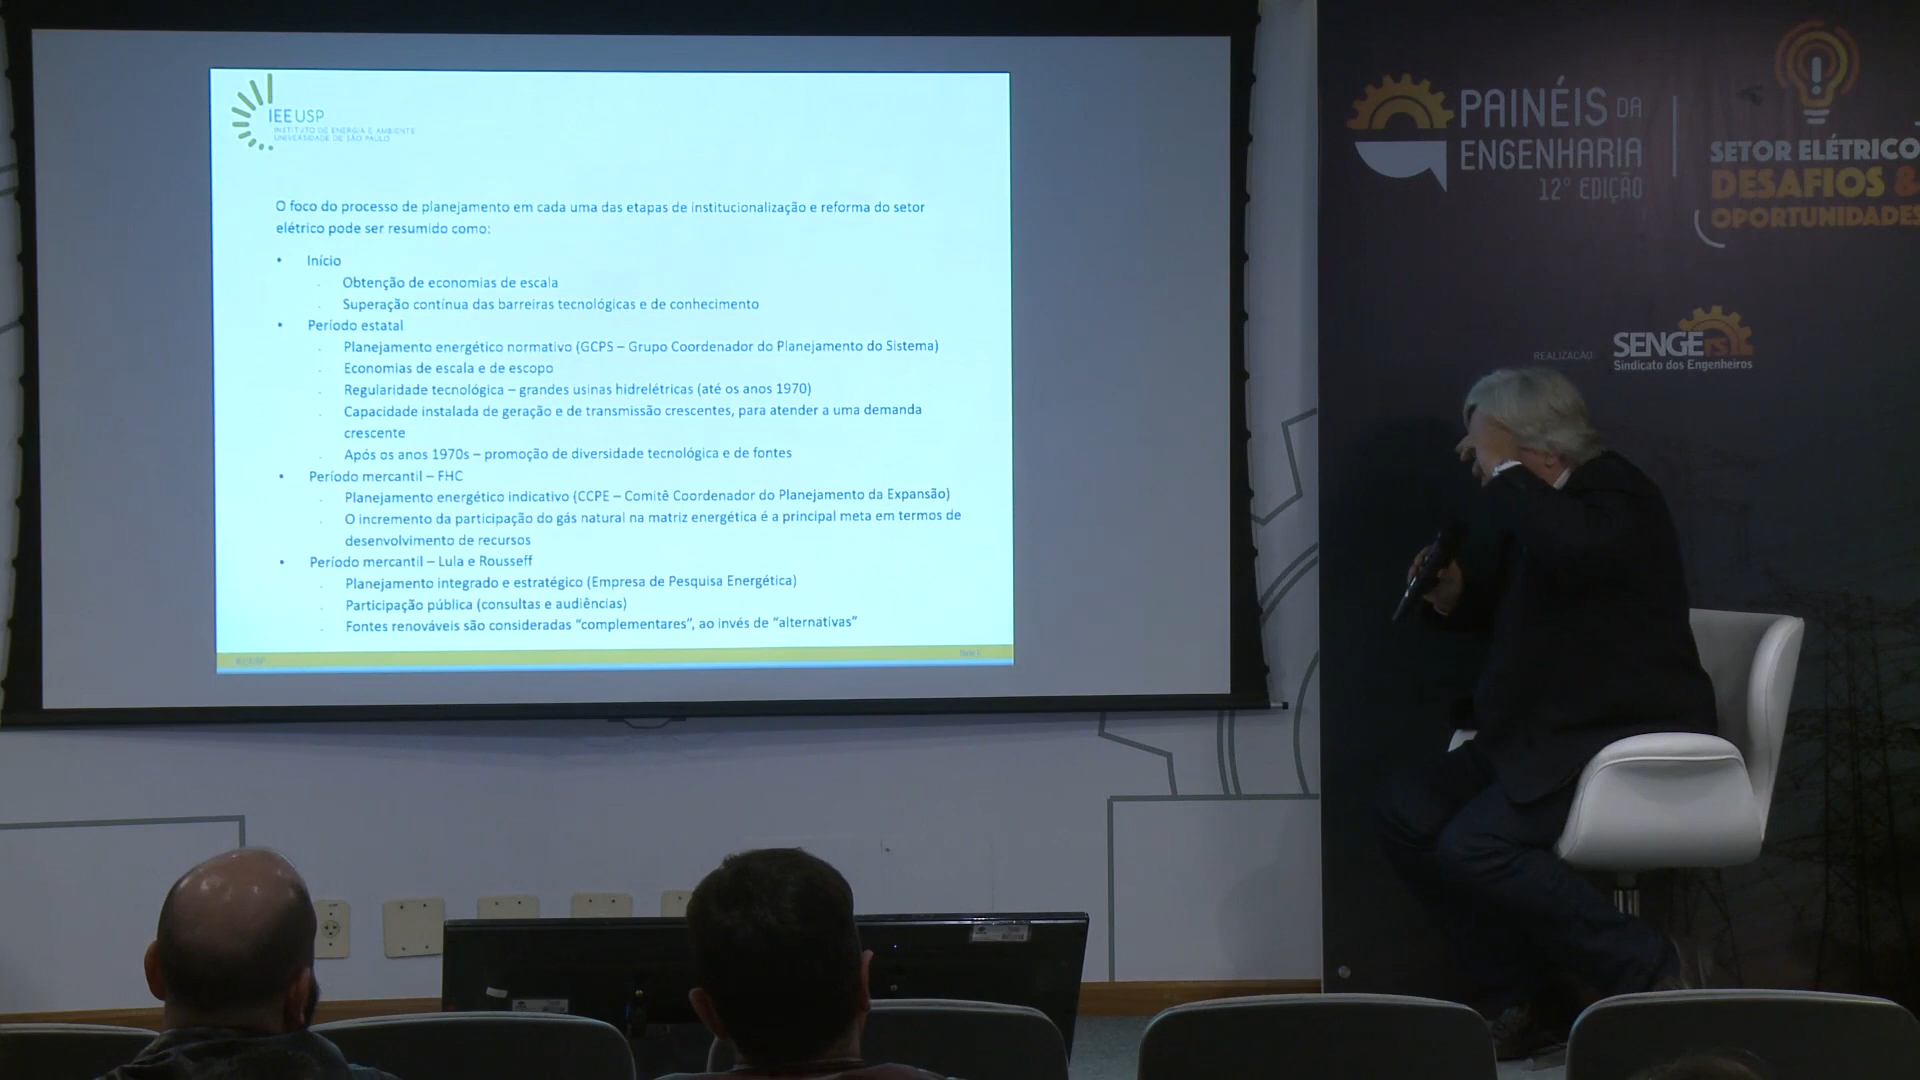 IEEUSP
INSTITUTO DE ENERGIA E AMBIENTE
UNIVERSIDADE DE SÃO PAULO
O foco do processo de planejamento em cada uma das etapas de institucionalização e reforma do setor
elétrico pode ser resumido como:
• Início
Obtenção de economias de escala
Superação contínua das barreiras tecnológicas e de conhecimento
• Período estatal
Planejamento energético normativo (GCPS – Grupo Coordenador do Planejamento do Sistema)
Economias de escala e de escopo
Regularidade tecnológica – grandes usinas hidrelétricas (até os anos 1970)
Capacidade instalada de geração e de transmissão crescentes, para atender a uma demanda
crescente
Após os anos 1970s – promoção de diversidade tecnológica e de fontes
• Período mercantil – FHC
Planejamento energético indicativo (CCPE – Comitê Coordenador do Planejamento da Expansão)
O incremento da participação do gás natural na matriz energética é a principal meta em termos de
desenvolvimento de recursos
• Período mercantil – Lula e Rousseff
Planejamento integrado e estratégico (Empresa de Pesquisa Energética)
Participação pública (consultas e audiências)
Fontes renováveis são consideradas “complementares”, ao invés de “alternativas”
PAINÉIS DA
ENGENHARIA
12ª EDIÇÃO
SETOR ELÉTRICO
DESAFIOS &
OPORTUNIDADES
REALIZAÇÃO
SENGE RS
Sindicato dos Engenheiros